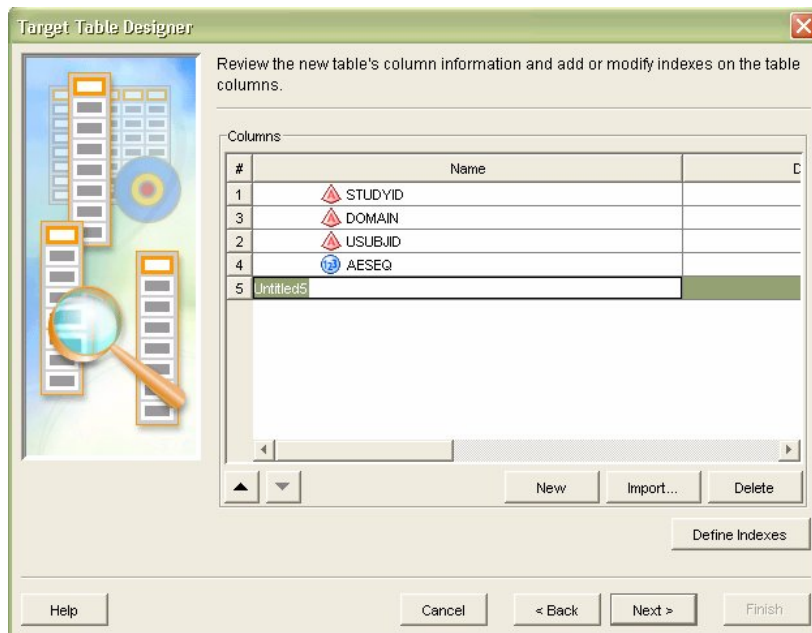 Target Table Designer
Review the new table's column information and add or modify indexes on the table
columns.
Columns
# Name D
1 STUDYID
3 DOMAIN
2 USUBJID
4 123 AESEQ
5 Untitled5
New Import... Delete
Define Indexes
Help Cancel < Back Next > Finish